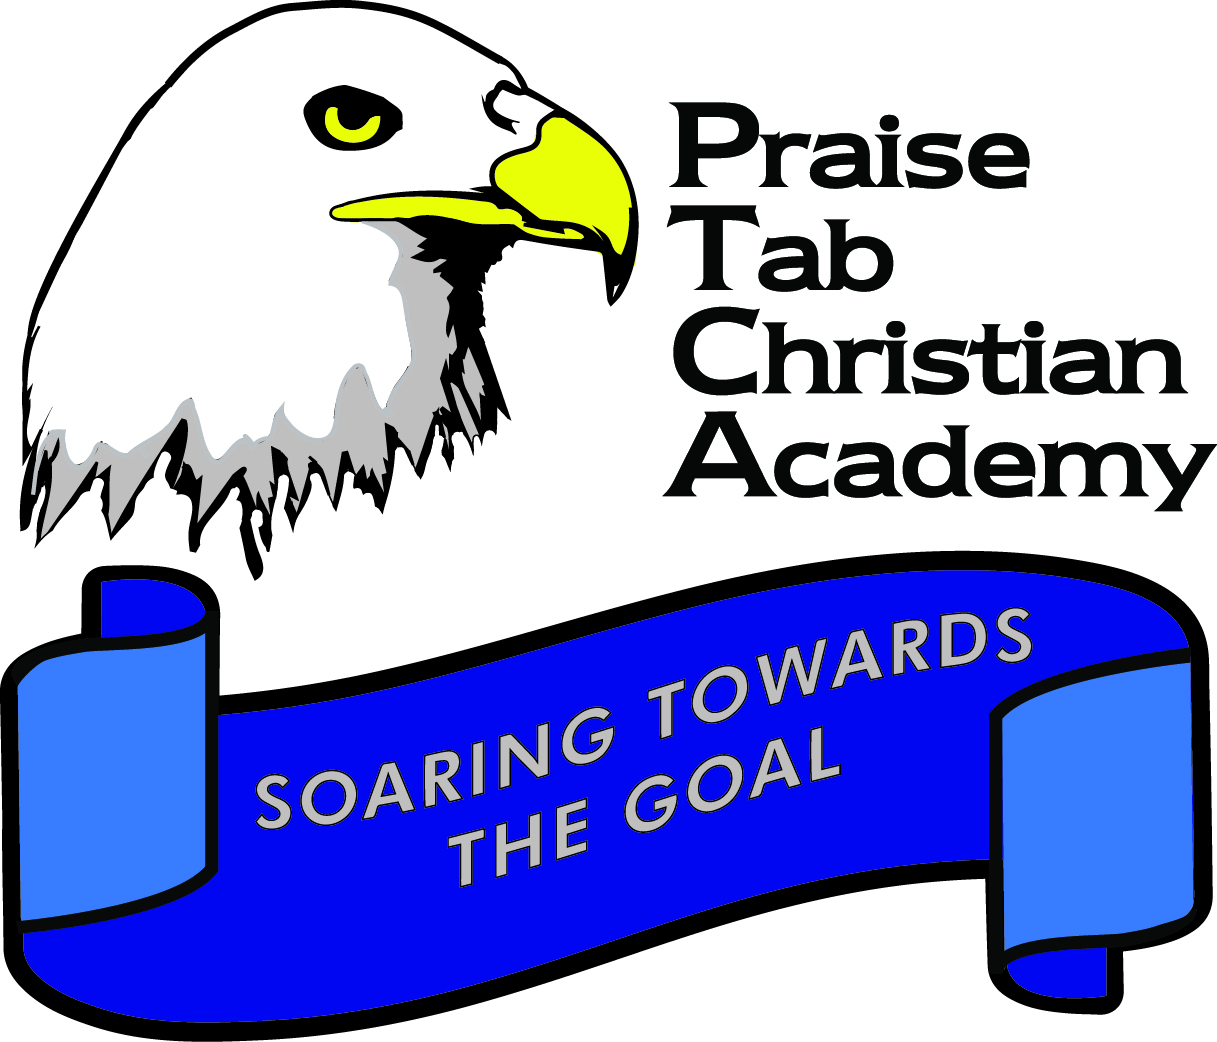 Praise
Tab
Christian
Academy
SOARING TOWARDS
THE GOAL